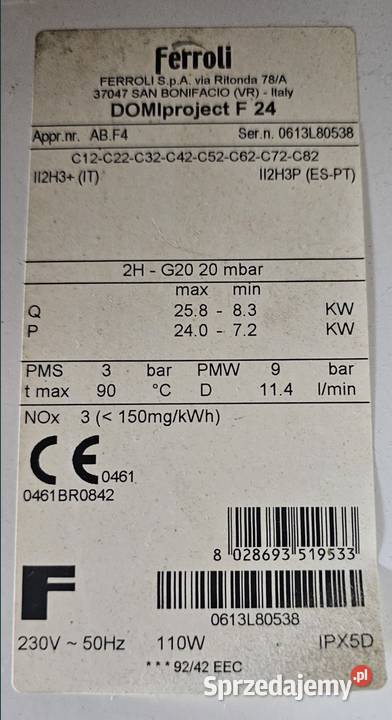 Ferroli
FERROLI S.p.A. via Ritonda 78/A
37047 SAN BONIFACIO (VR) - Italy
DOMIproject F 24
Appr.nr. AB.F4 Ser.n. 0613L80538
C12-C22-C32-C42-C52-C62-C72-C82
II2H3+ (IT) II2H3P (ES-PT)
2H - G20 20 mbar
max min
Q 25.8 - 8.3 KW
P 24.0 - 7.2 KW
PMS 3 bar PMW 9 bar
t max 90 °C D 11.4 l/min
NOx 3 (< 150mg/kWh)
CE 0461
0461BR0842
8 028693 519533
F
0613L80538
230V ~ 50Hz 110W IPX5D
*** 92/42 EEC
Sprzedajemy.pl